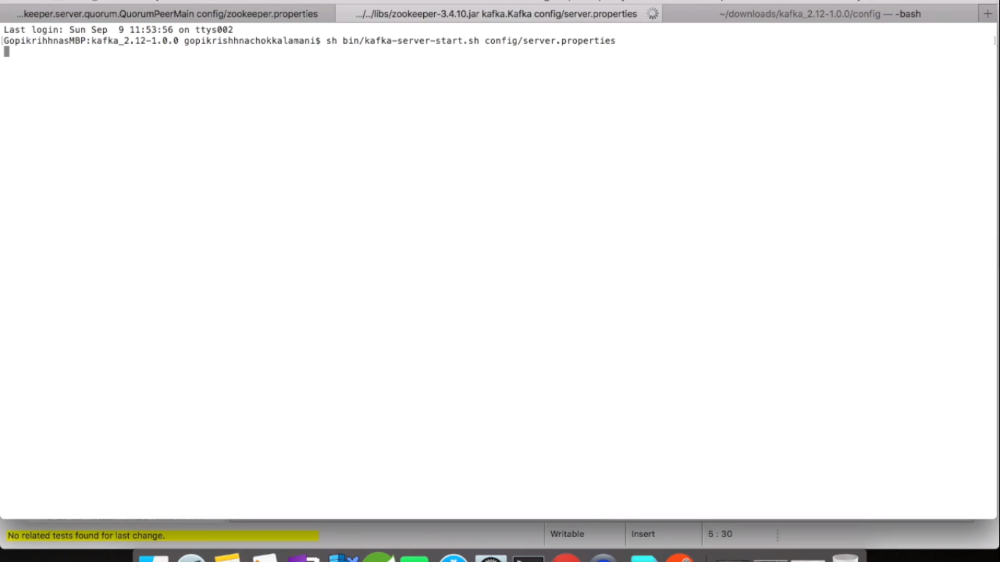 ...keeper.server.quorum.QuorumPeerMain config/zookeeper.properties
.../../libs/zookeeper-3.4.10.jar kafka.Kafka config/server.properties
~/downloads/kafka_2.12-1.0.0/config — -bash
+
Last login: Sun Sep  9 11:53:56 on ttys002
[GopikrihhnasMBP:kafka_2.12-1.0.0 gopikrishhnachokkalamani$ sh bin/kafka-server-start.sh config/server.properties ]
No related tests found for last change.
Writable
Insert
5 : 30